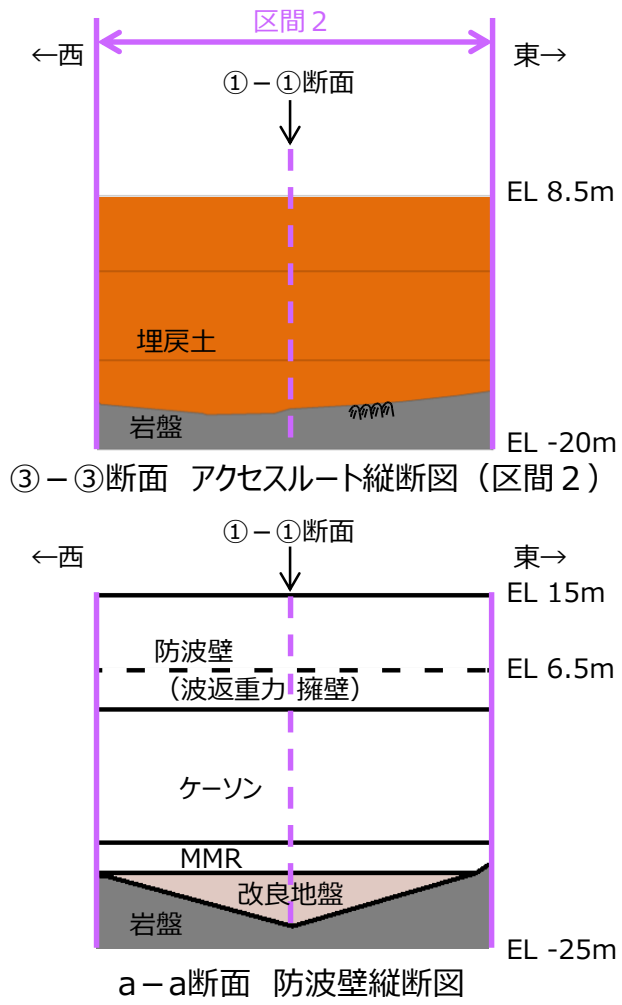 区間２
←西
東→
①－①断面
EL 8.5m
埋戻土
岩盤
EL -20m
③－③断面 アクセスルート縦断図（区間２）
①－①断面
←西
東→
EL 15m
防波壁
EL 6.5m
（波返重力 擁壁）
ケーソン
MMR
改良地盤
岩盤
EL -25m
a－a断面 防波壁縦断図